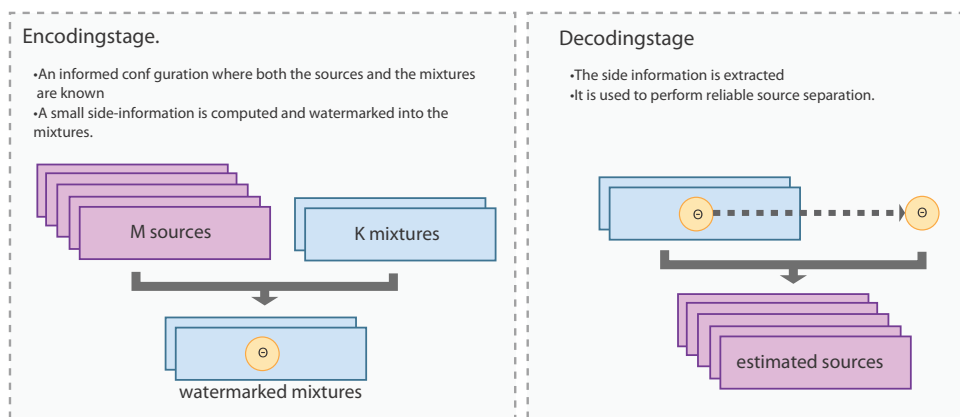 Encodingstage.
•An informed conf guration where both the sources and the mixtures
are known
•A small side-information is computed and watermarked into the
mixtures.
M sources
K mixtures
Θ
watermarked mixtures
Decodingstage
•The side information is extracted
•It is used to perform reliable source separation.
Θ
Θ
estimated sources